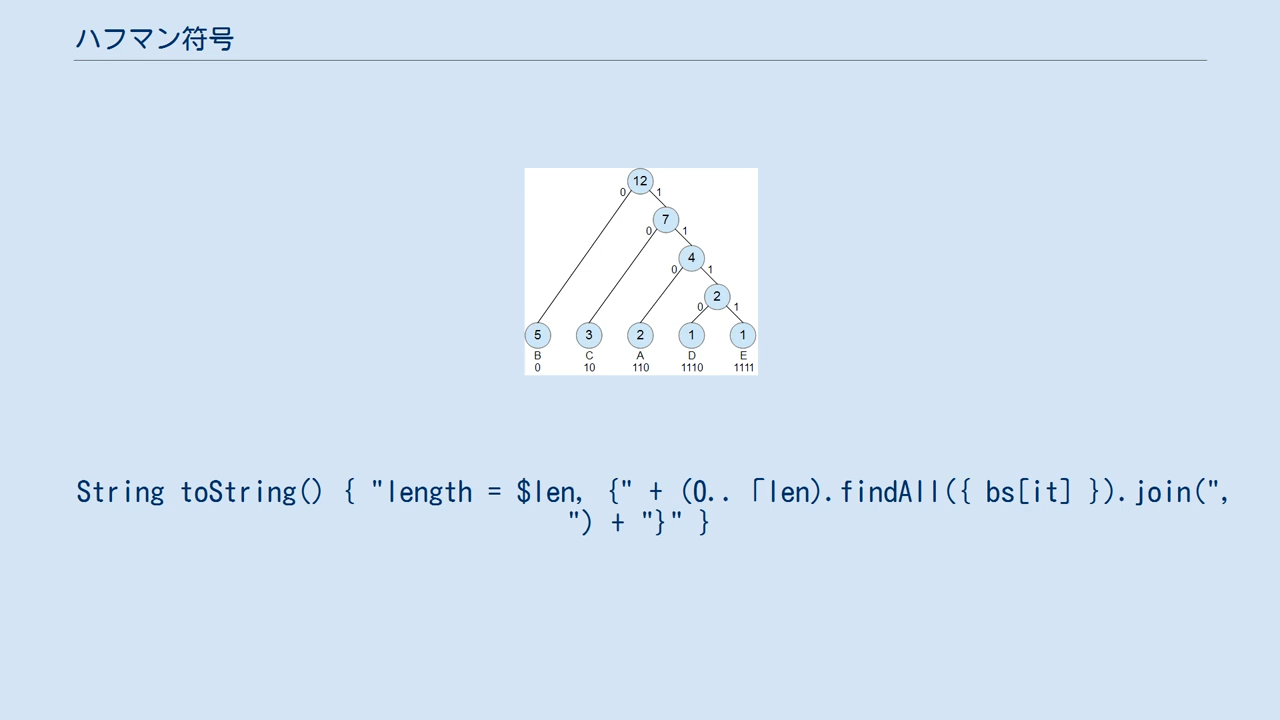 ハフマン符号
12
0 1
7
0 1
4
0 1
2
0 1
5 3 2 1 1
B C A D E
0 10 110 1110 1111
String toString() { "length = $len, {" + (0..「len).findAll({ bs[it] }).join(",
") + "}" }